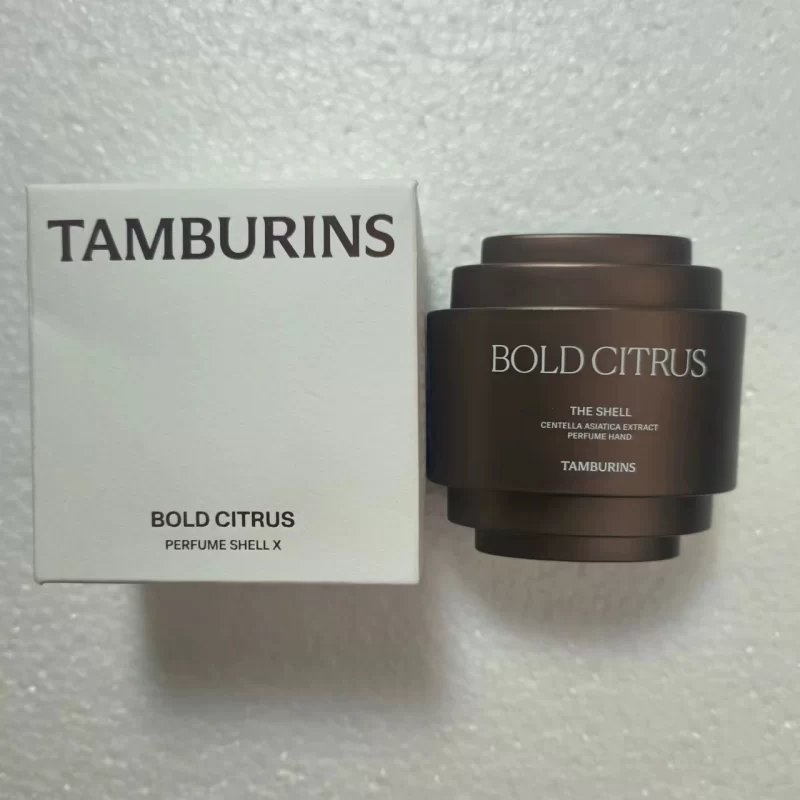 TAMBURINS
BOLD CITRUS
PERFUME SHELL X
BOLD CITRUS
THE SHELL
CENTELLA ASIATICA EXTRACT
PERFUME HAND
TAMBURINS